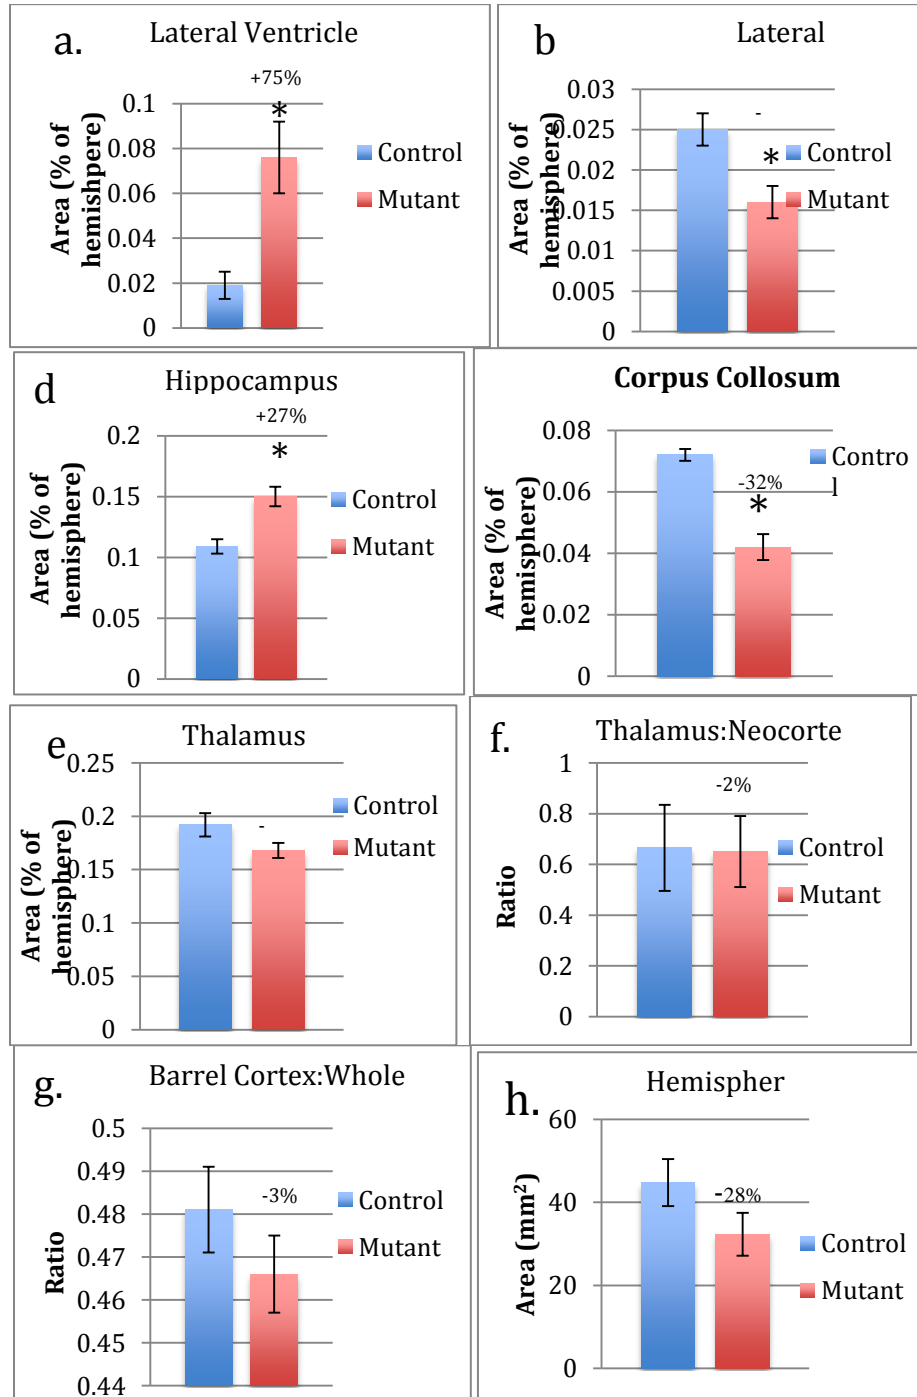 a.
Lateral Ventricle
+75%
*
Area (% of
hemishpere)
0.1
0.08
0.06
0.04
0.02
0
Control
Mutant
b
Lateral
-
*
Area (% of
hemisphere)
0.03
0.025
0.02
0.015
0.01
0.005
0
Control
Mutant
d
Hippocampus
+27%
*
Area (% of
hemisphere)
0.2
0.15
0.1
0.05
0
Control
Mutant
Corpus Collosum
-32%
*
Area (% of
hemisphere)
0.08
0.06
0.04
0.02
0
Contro
l
e
Thalamus
-
Area (% of
hemisphere)
0.25
0.2
0.15
0.1
0.05
0
Control
Mutant
f.
Thalamus:Neocorte
-2%
Ratio
1
0.8
0.6
0.4
0.2
0
Control
Mutant
g.
Barrel Cortex:Whole
-3%
Ratio
0.5
0.49
0.48
0.47
0.46
0.45
0.44
Control
Mutant
h.
Hemispher
-28%
Area (mm²)
60
40
20
0
Control
Mutant